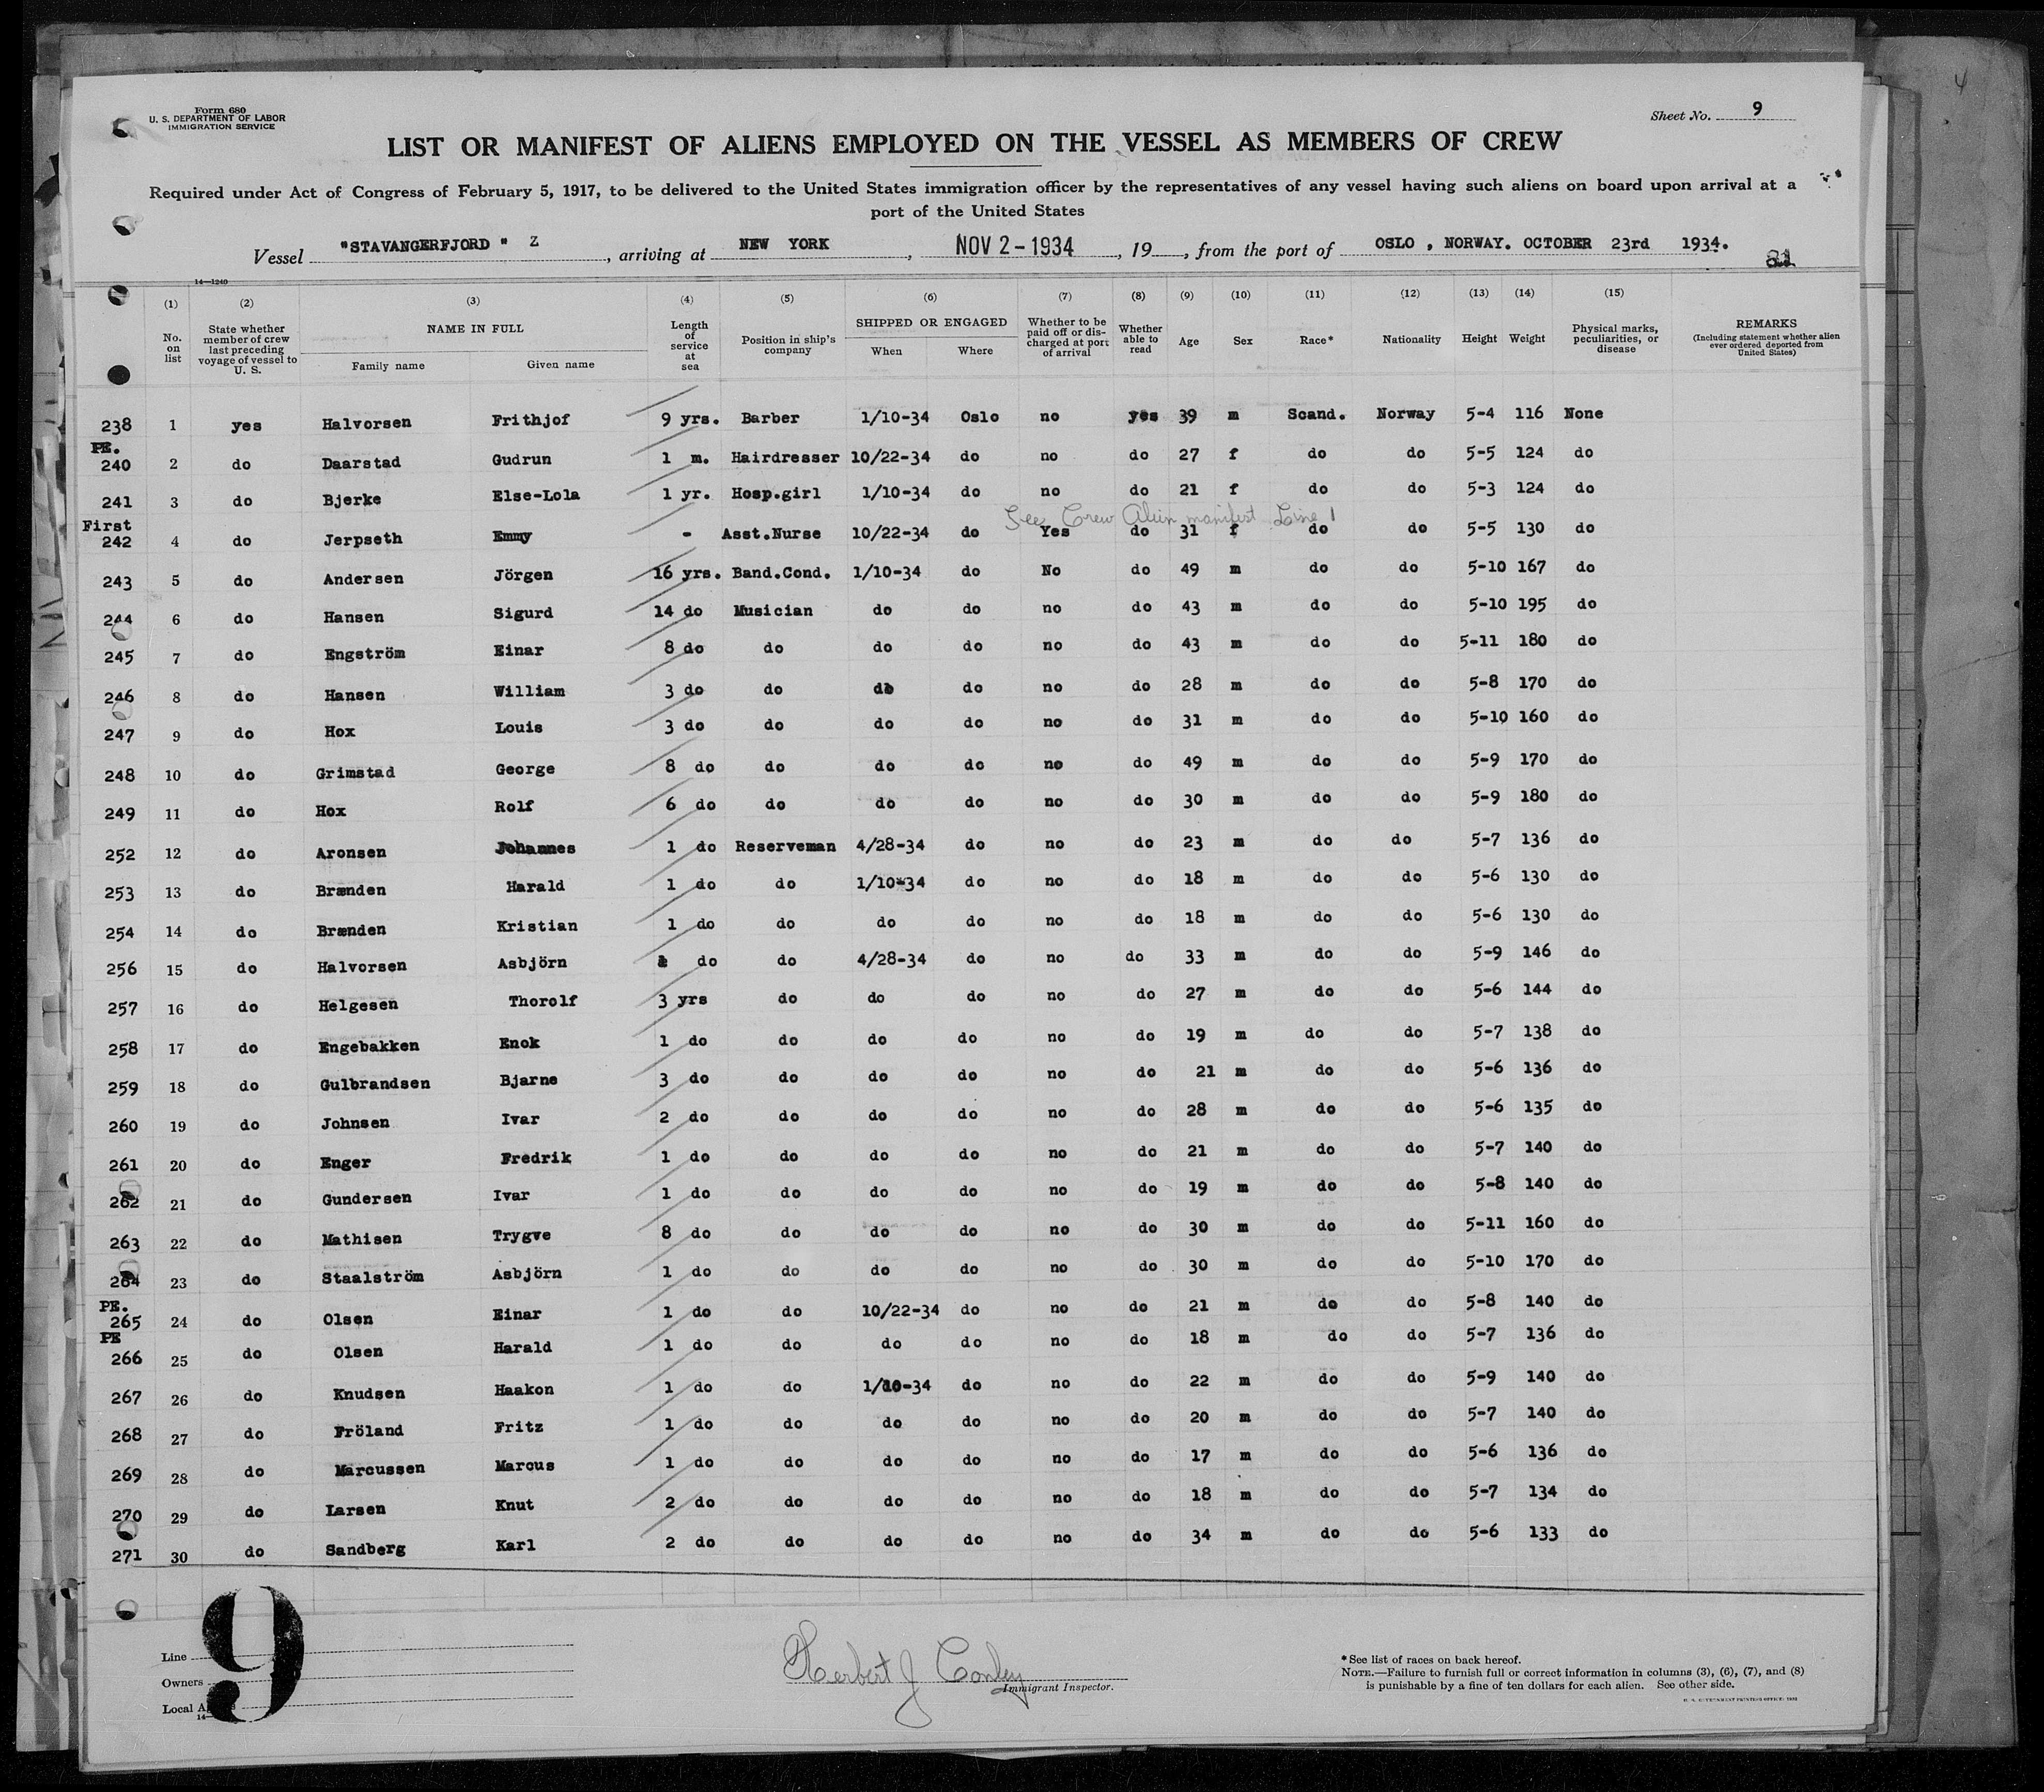 Form 680
U. S. DEPARTMENT OF LABOR
IMMIGRATION SERVICE
Sheet No. 9
4
LIST OR MANIFEST OF ALIENS EMPLOYED ON THE VESSEL AS MEMBERS OF CREW
Required under Act of Congress of February 5, 1917, to be delivered to the United States immigration officer by the representatives of any vessel having such aliens on board upon arrival at a
port of the United States
Vessel "STAVANGERFJORD" Z, arriving at NEW YORK, NOV 2-1934, 19, from the port of OSLO, NORWAY. OCTOBER 23rd 1934.
14—1240
(1) (2) (3) (4) (5) (6) (7) (8) (9) (10) (11) (12) (13) (14) (15)
No. on list State whether member of crew last preceding voyage of vessel to U. S. NAME IN FULL Family name Given name Length of service at sea Position in ship's company SHIPPED OR ENGAGED When Where Whether to be paid off or discharged at port of arrival Whether able to read Age Sex Race* Nationality Height Weight Physical marks, peculiarities, or disease REMARKS (Including statement whether alien ever ordered deported from United States)
238 1 yes Halvorsen Frithjof 9 yrs. Barber 1/10-34 Oslo no yes 39 m Scand. Norway 5-4 116 None
PE.
240 2 do Daarstad Gudrun 1 m. Hairdresser 10/22-34 do no do 27 f do do 5-5 124 do
241 3 do Bjerke Else-Lola 1 yr. Hosp.girl 1/10-34 do no do 21 f do do 5-3 124 do
See Crew Alien manifest Line 1
First
242 4 do Jerpseth Emmy - Asst.Nurse 10/22-34 do Yes do 31 f do do 5-5 130 do
243 5 do Andersen Jörgen 16 yrs. Band.Cond. 1/10-34 do No do 49 m do do 5-10 167 do
244 6 do Hansen Sigurd 14 do Musician do do no do 43 m do do 5-10 195 do
245 7 do Engström Einar 8 do do do do no do 43 m do do 5-11 180 do
246 8 do Hansen William 3 do do do do no do 28 m do do 5-8 170 do
247 9 do Hox Louis 3 do do do do no do 31 m do do 5-10 160 do
248 10 do Grimstad George 8 do do do do no do 49 m do do 5-9 170 do
249 11 do Hox Rolf 6 do do do do no do 30 m do do 5-9 180 do
252 12 do Aronsen Johannes 1 do Reserveman 4/28-34 do no do 23 m do do 5-7 136 do
253 13 do Brænden Harald 1 do do 1/10-34 do no do 18 m do do 5-6 130 do
254 14 do Brænden Kristian 1 do do do do no do 18 m do do 5-6 130 do
256 15 do Halvorsen Asbjörn do do 4/28-34 do no do 33 m do do 5-9 146 do
257 16 do Helgesen Thorolf 3 yrs do do do no do 27 m do do 5-6 144 do
258 17 do Engebakken Enok 1 do do do do no do 19 m do do 5-7 138 do
259 18 do Gulbrandsen Bjarne 3 do do do do no do 21 m do do 5-6 136 do
260 19 do Johnsen Ivar 2 do do do do no do 28 m do do 5-6 135 do
261 20 do Enger Fredrik 1 do do do do no do 21 m do do 5-7 140 do
262 21 do Gundersen Ivar 1 do do do do no do 19 m do do 5-8 140 do
263 22 do Mathisen Trygve 8 do do do do no do 30 m do do 5-11 160 do
264 23 do Staalström Asbjörn 1 do do do do no do 30 m do do 5-10 170 do
PE.
265 24 do Olsen Einar 1 do do 10/22-34 do no do 21 m do do 5-8 140 do
PE
266 25 do Olsen Harald 1 do do do do no do 18 m do do 5-7 136 do
267 26 do Knudsen Haakon 1 do do 1/10-34 do no do 22 m do do 5-9 140 do
268 27 do Fröland Fritz 1 do do do do no do 20 m do do 5-7 140 do
269 28 do Marcussen Marcus 1 do do do do no do 17 m do do 5-6 136 do
270 29 do Larsen Knut 2 do do do do no do 18 m do do 5-7 134 do
271 30 do Sandberg Karl 2 do do do do no do 34 m do do 5-6 133 do
9
Line
Owners
Local
Herbert J Conley
Immigrant Inspector.
*See list of races on back hereof.
NOTE.—Failure to furnish full or correct information in columns (3), (6), (7), and (8)
is punishable by a fine of ten dollars for each alien. See other side.